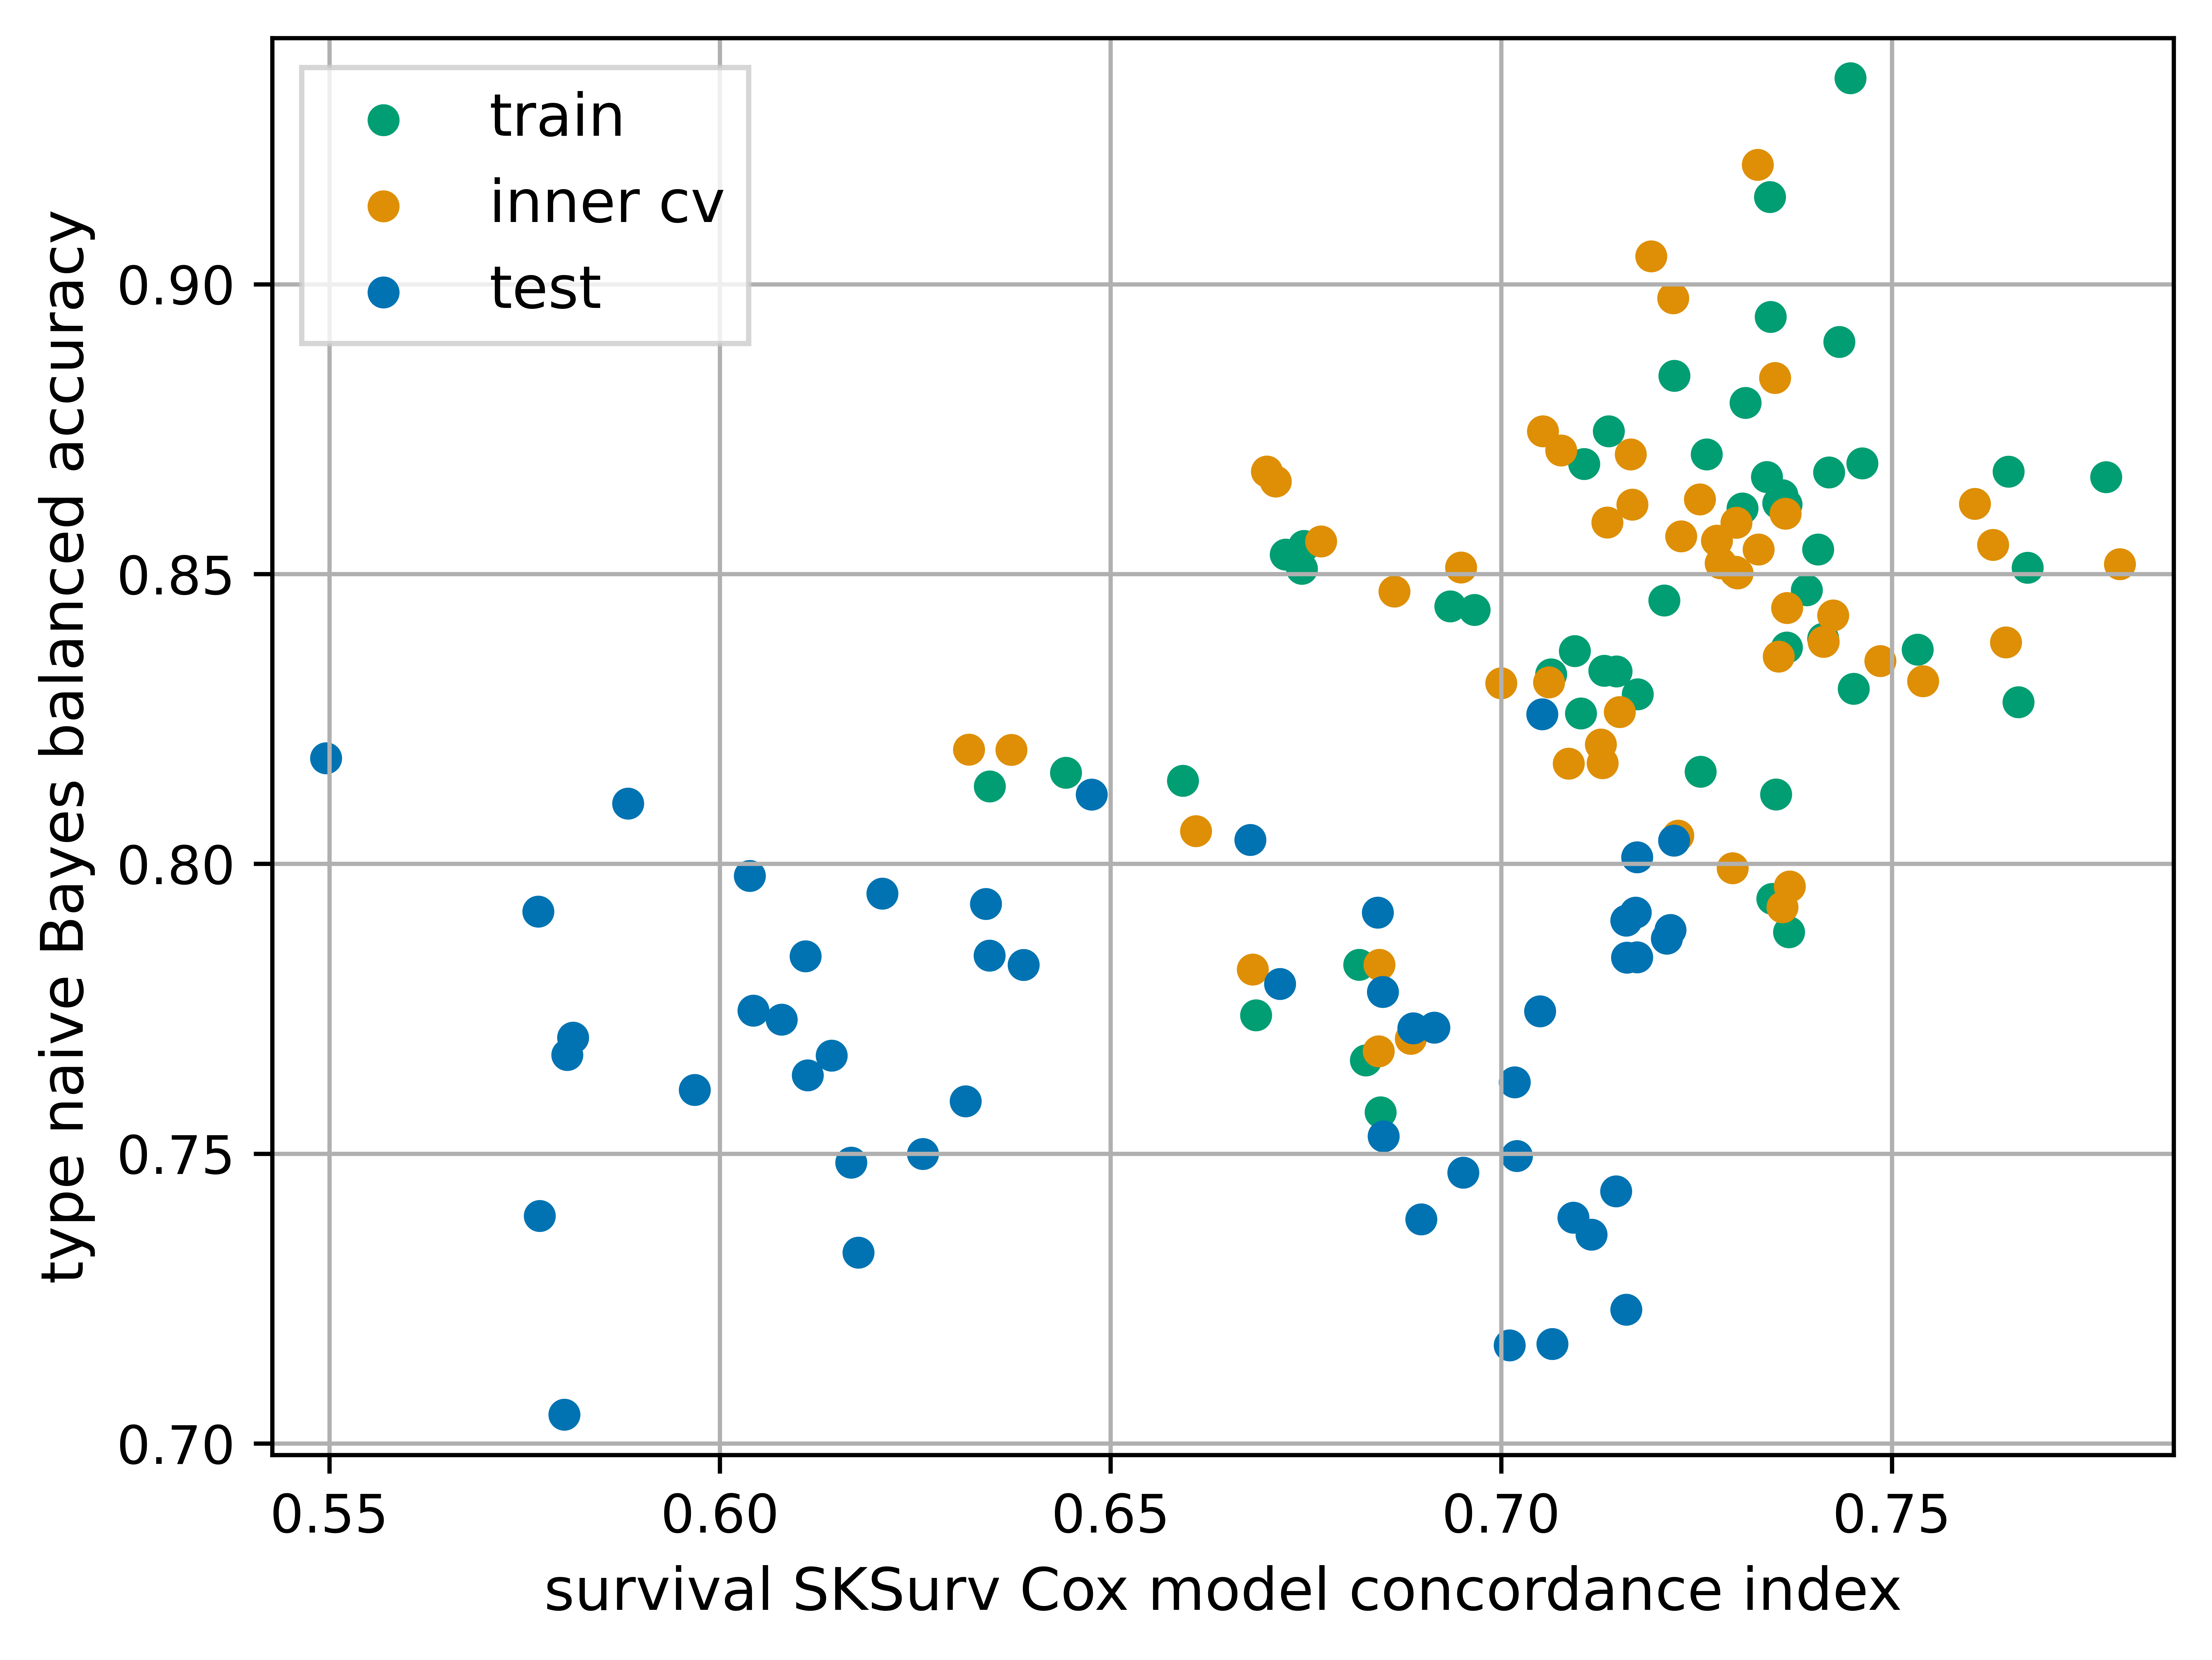 train
inner cv
test
type naive Bayes balanced accuracy
0.90
0.85
0.80
0.75
0.70
0.55 0.60 0.65 0.70 0.75
survival SKSurv Cox model concordance index